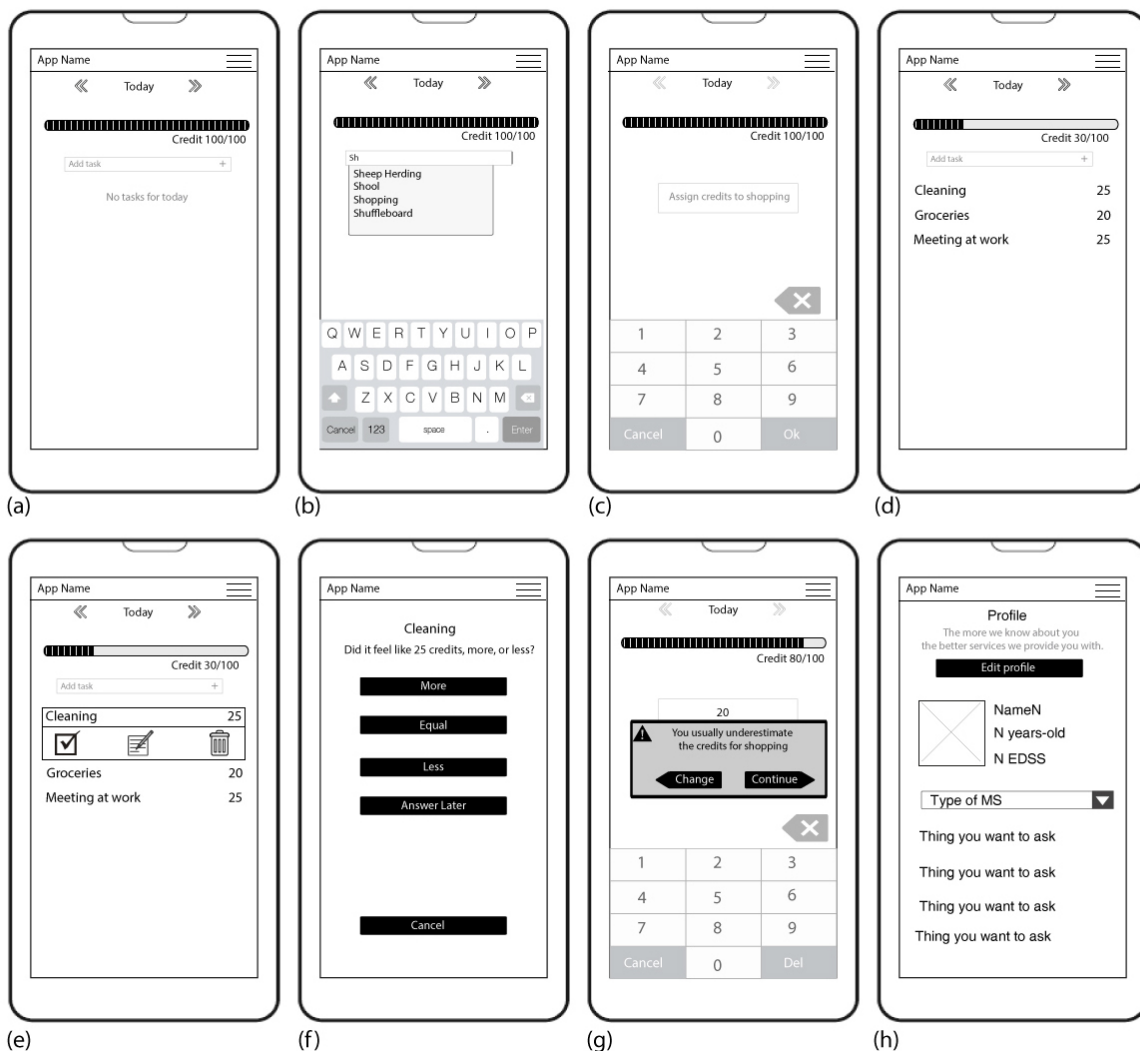 App Name
Today
Credit 100/100
Add task +
No tasks for today
(a)
App Name
Today
Credit 100/100
Sh
Sheep Herding
Shool
Shopping
Shuffleboard
Q W E R T Y U I O P
A S D F G H J K L
Z X C V B N M
Cancel 123 space . Enter
(b)
App Name
Today
Credit 100/100
Assign credits to shopping
1 2 3
4 5 6
7 8 9
Cancel 0 Ok
(c)
App Name
Today
Credit 30/100
Add task +
Cleaning 25
Groceries 20
Meeting at work 25
(d)
App Name
Today
Credit 30/100
Add task +
Cleaning 25
Groceries 20
Meeting at work 25
(e)
App Name
Cleaning
Did it feel like 25 credits, more, or less?
More
Equal
Less
Answer Later
Cancel
(f)
App Name
Today
Credit 80/100
20
You usually underestimate
the credits for shopping
Change Continue
1 2 3
4 5 6
7 8 9
Cancel 0 Del
(g)
App Name
Profile
The more we know about you
the better services we provide you with.
Edit profile
NameN
N years-old
N EDSS
Type of MS
Thing you want to ask
Thing you want to ask
Thing you want to ask
Thing you want to ask
(h)